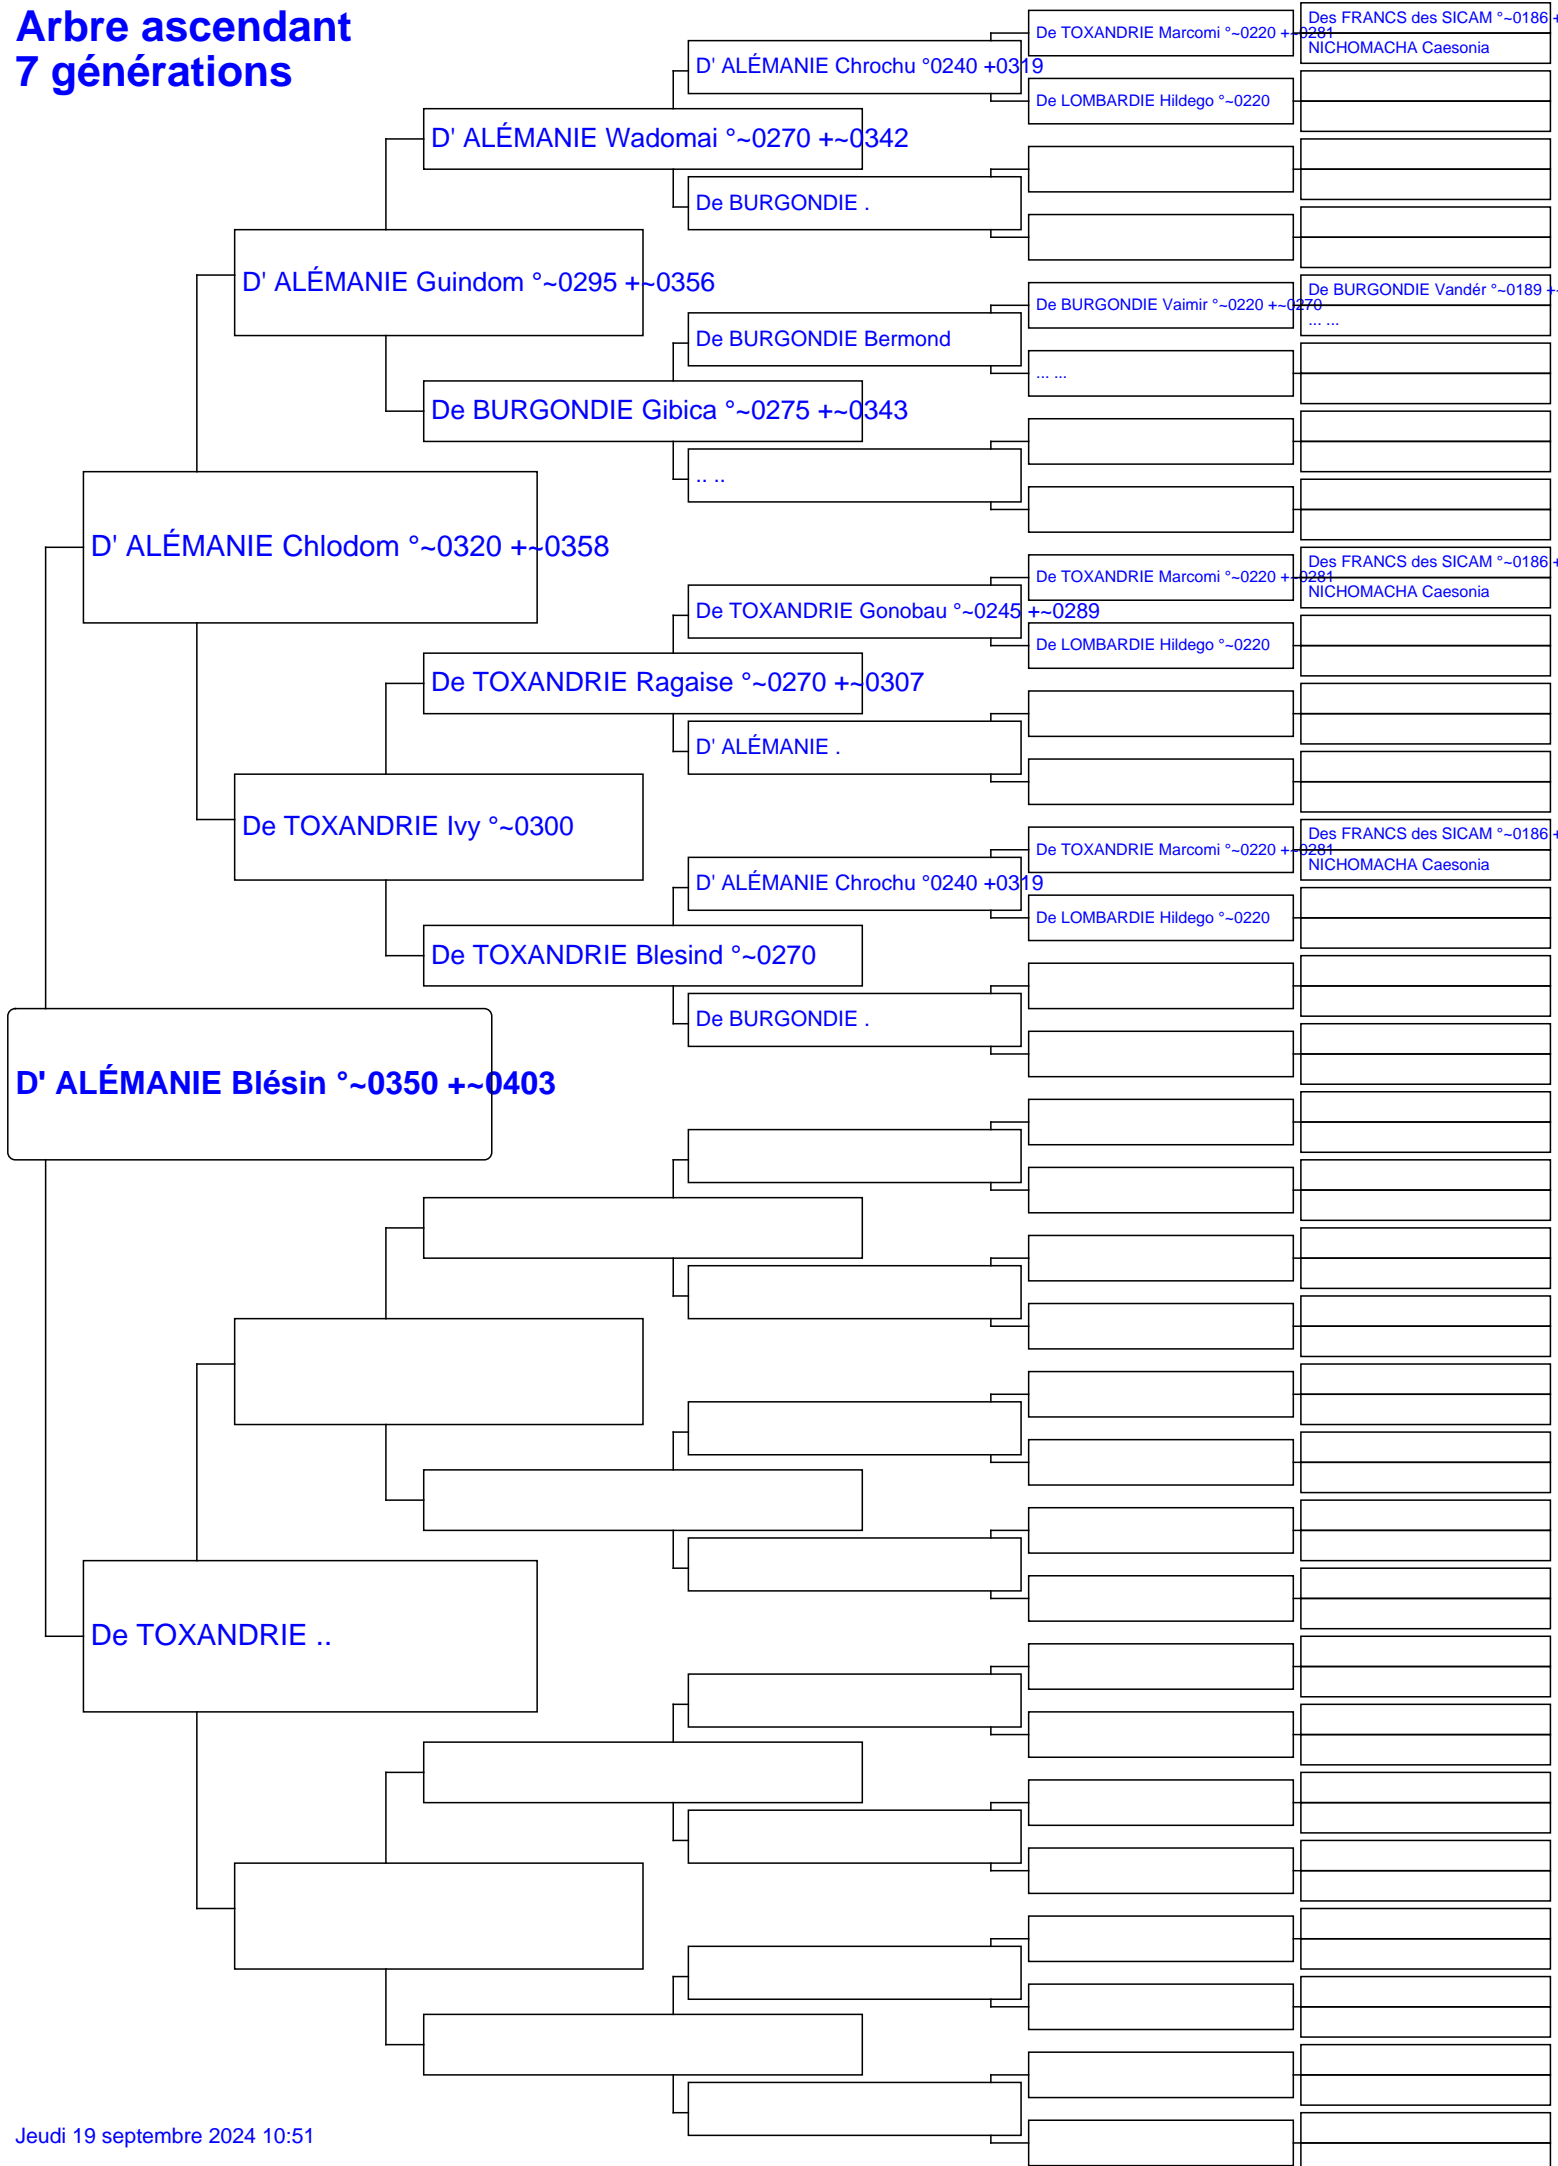 Arbre ascendant
7 générations
De TOXANDRIE Marcomi °~0220 +~0281
Des FRANCS des SICAM °~0186 +
NICHOMACHA Caesonia
D' ALÉMANIE Chrochu °0240 +0319
De LOMBARDIE Hildego °~0220
D' ALÉMANIE Wadomai °~0270 +~0342
De BURGONDIE .
D' ALÉMANIE Guindom °~0295 +~0356
De BURGONDIE Vaimir °~0220 +~0270
De BURGONDIE Vandér °~0189 +~
... ...
De BURGONDIE Bermond
... ...
De BURGONDIE Gibica °~0275 +~0343
.. ..
D' ALÉMANIE Chlodom °~0320 +~0358
De TOXANDRIE Marcomi °~0220 +~0281
Des FRANCS des SICAM °~0186 +
NICHOMACHA Caesonia
De TOXANDRIE Gonobau °~0245 +~0289
De LOMBARDIE Hildego °~0220
De TOXANDRIE Ragaise °~0270 +~0307
D' ALÉMANIE .
De TOXANDRIE Ivy °~0300
De TOXANDRIE Marcomi °~0220 +~0281
Des FRANCS des SICAM °~0186 +
NICHOMACHA Caesonia
D' ALÉMANIE Chrochu °0240 +0319
De LOMBARDIE Hildego °~0220
De TOXANDRIE Blesind °~0270
De BURGONDIE .
D' ALÉMANIE Blésin °~0350 +~0403
De TOXANDRIE ..
Jeudi 19 septembre 2024 10:51